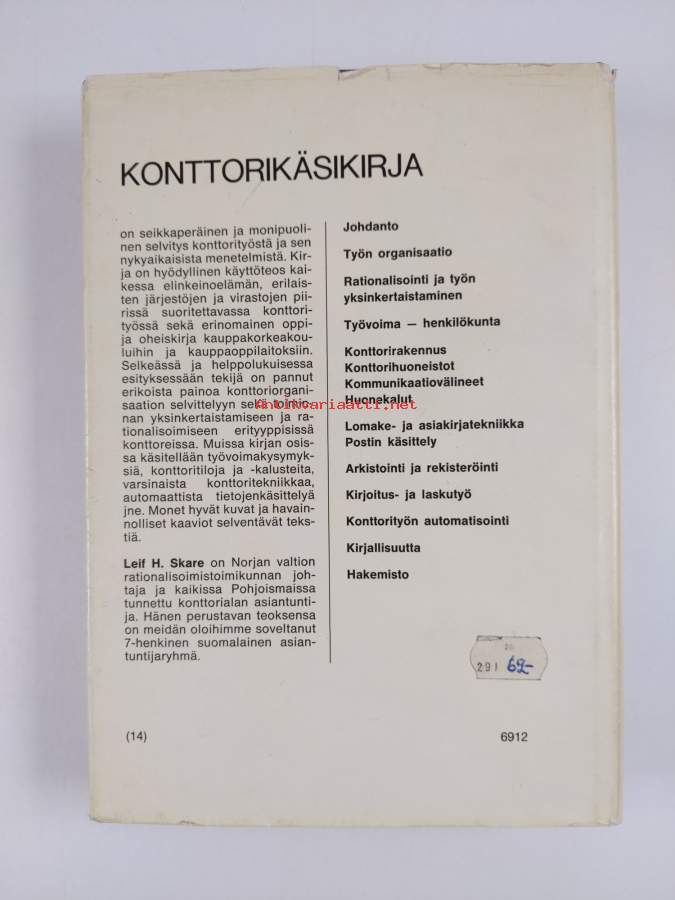 KONTTORIKÄSIKIRJA
on seikkaperäinen ja monipuoli-
nen selvitys konttorityöstä ja sen
nykyaikaisista menetelmistä. Kir-
ja on hyödyllinen käyttöteos kai-
kessa elinkeinoelämän, erilais-
ten järjestöjen ja virastojen pii-
rissä suoritettavassa konttori-
työssä sekä erinomainen oppi-
ja oheiskirja kauppakorkeakou-
luihin ja kauppaoppilaitoksiin.
Selkeässä ja helppolukuisessa
esityksessään tekijä on pannut
erikoista painoa konttoriorgani-
saation selvittelyyn sekä toimin-
nan yksinkertaistamiseen ja ra-
tionalisoimiseen erityyppisissä
konttoreissa. Muissa kirjan osis-
sa käsitellään työvoimakysymyk-
siä, konttoritiloja ja -kalusteita,
varsinaista konttoritekniikkaa,
automaattista tietojenkäsittelyä
jne. Monet hyvät kuvat ja havain-
nolliset kaaviot selventävät teks-
tiä.
Leif H. Skare on Norjan valtion
rationalisoimistoimikunnan joh-
taja ja kaikissa Pohjoismaissa
tunnettu konttorialan asiantunti-
ja. Hänen perustavan teoksensa
on meidän oloihimme soveltanut
7-henkinen suomalainen asian-
tuntijaryhmä.
(14)
Johdanto
Työn organisaatio
Rationalisointi ja työn
yksinkertaistaminen
Työvoima — henkilökunta
Konttorirakennus
Konttorihuoneistot
Kommunikaatiovälineet
Huonekalut
Lomake- ja asiakirjatekniikka
Postin käsittely
Arkistointi ja rekisteröinti
Kirjoitus- ja laskutyö
Konttorityön automatisointi
Kirjallisuutta
Hakemisto
291 62-
6912
antikvariaatti.net